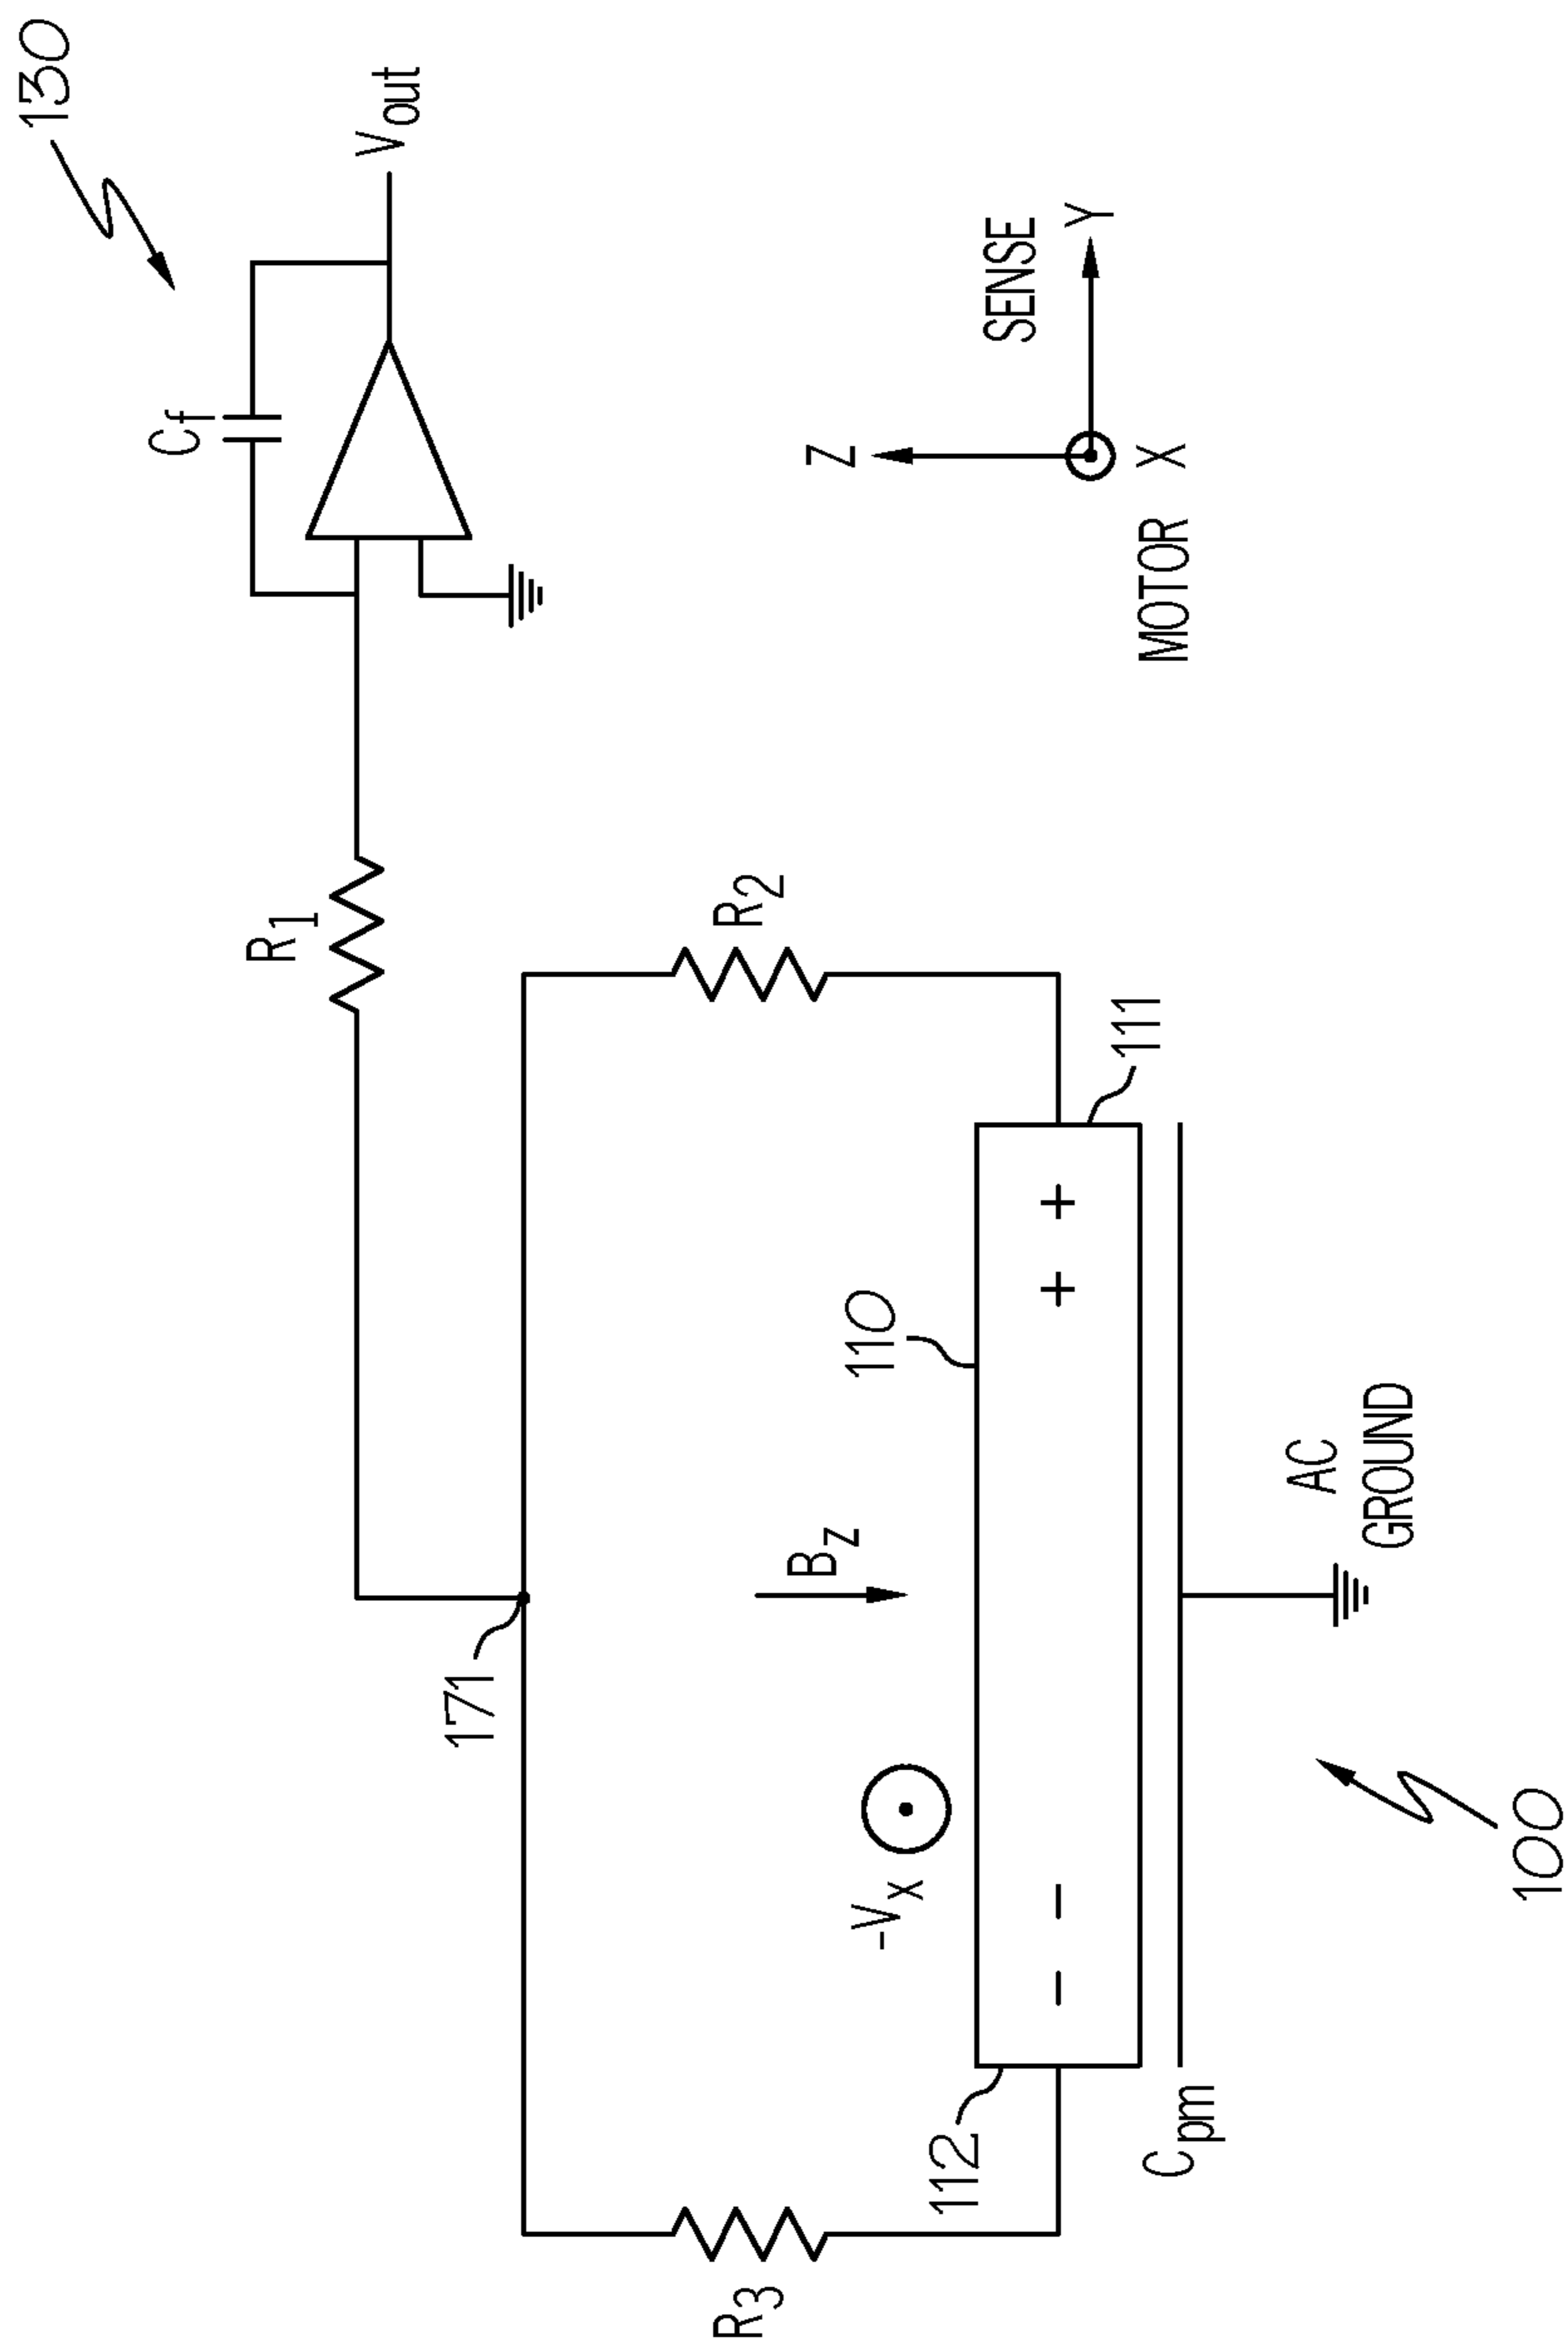 130
Cf
Vout
R1
171
R2
R3
Bz
-Vx
110
111
112
Cpm
AC
GROUND
100
Z
SENSE
Y
MOTOR
X
+ +
- -